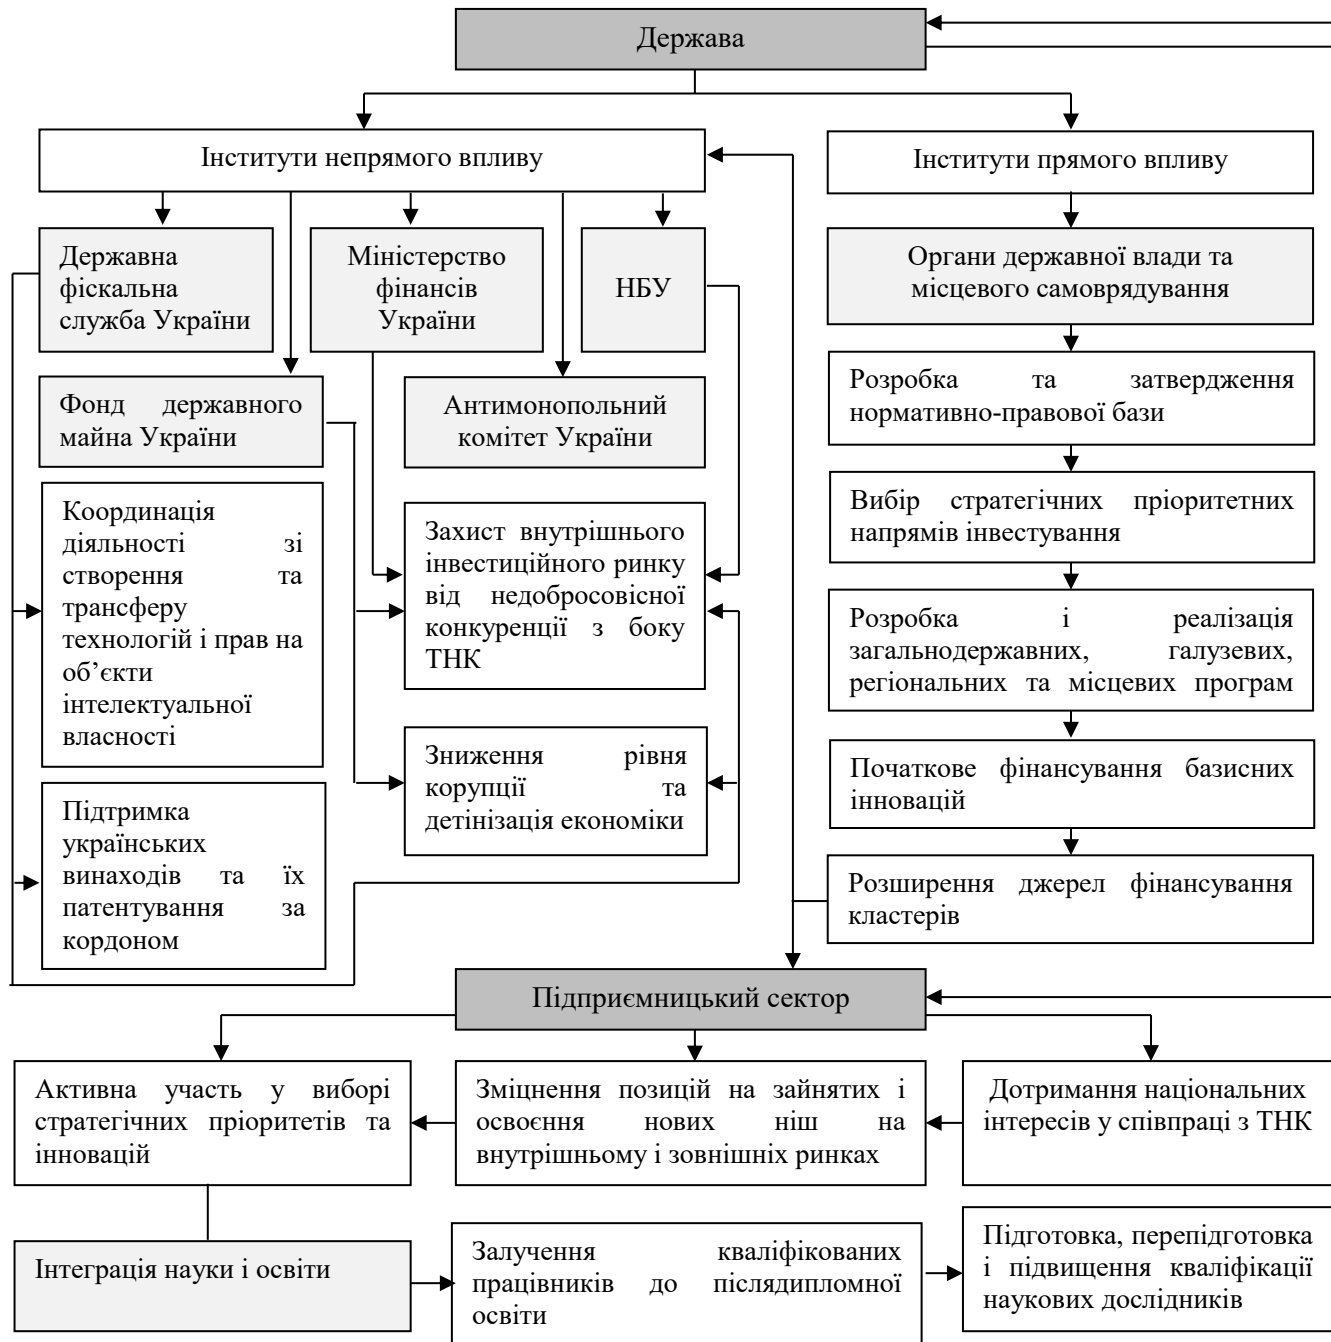 Держава
Інститути непрямого впливу
Інститути прямого впливу
Державна
фіскальна
служба України
Міністерство
фінансів
України
НБУ
Органи державної влади та
місцевого самоврядування
Фонд державного
майна України
Антимонопольний
комітет України
Розробка та затвердження
нормативно-правової бази
Вибір стратегічних пріоритетних
напрямів інвестування
Розробка і реалізація
загальнодержавних, галузевих,
регіональних та місцевих програм
Початкове фінансування базисних
інновацій
Розширення джерел фінансування
кластерів
Координація
діяльності зі
створення та
трансферу
технологій і прав на
об’єкти
інтелектуальної
власності
Захист внутрішнього
інвестиційного ринку
від недобросовісної
конкуренції з боку
ТНК
Зниження рівня
корупції та
детінізація економіки
Підтримка
українських
винаходів та їх
патентування за
кордоном
Підприємницький сектор
Активна участь у виборі
стратегічних пріоритетів та
інновацій
Зміцнення позицій на зайнятих і
освоєння нових ніш на
внутрішньому і зовнішніх ринках
Дотримання національних
інтересів у співпраці з ТНК
Інтеграція науки і освіти
Залучення кваліфікованих
працівників до післядипломної
освіти
Підготовка, перепідготовка
і підвищення кваліфікації
наукових дослідників